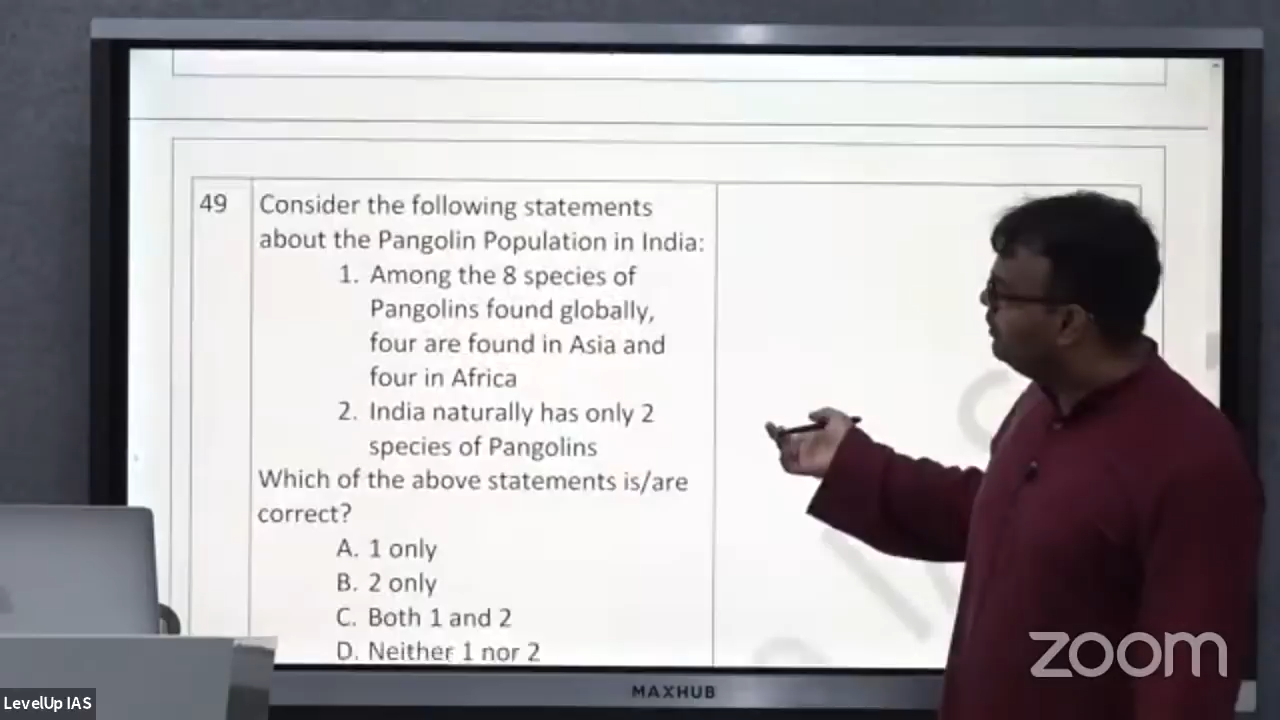 49
Consider the following statements
about the Pangolin Population in India:
1. Among the 8 species of
Pangolins found globally,
four are found in Asia and
four in Africa
2. India naturally has only 2
species of Pangolins
Which of the above statements is/are
correct?
A. 1 only
B. 2 only
C. Both 1 and 2
D. Neither 1 nor 2
MAXHUB
zoom
LevelUp IAS